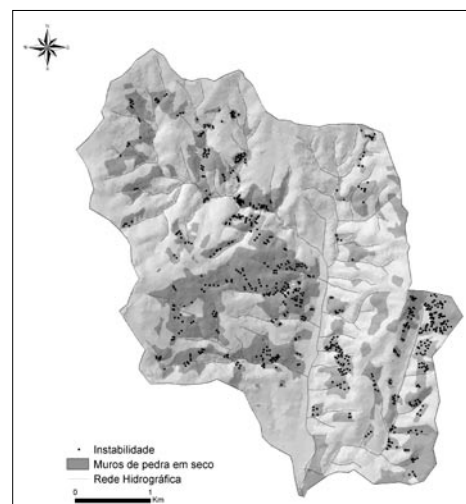 N
Instabilidade
Muros de pedra em seco
Rede Hidrográfica
0 1
Km